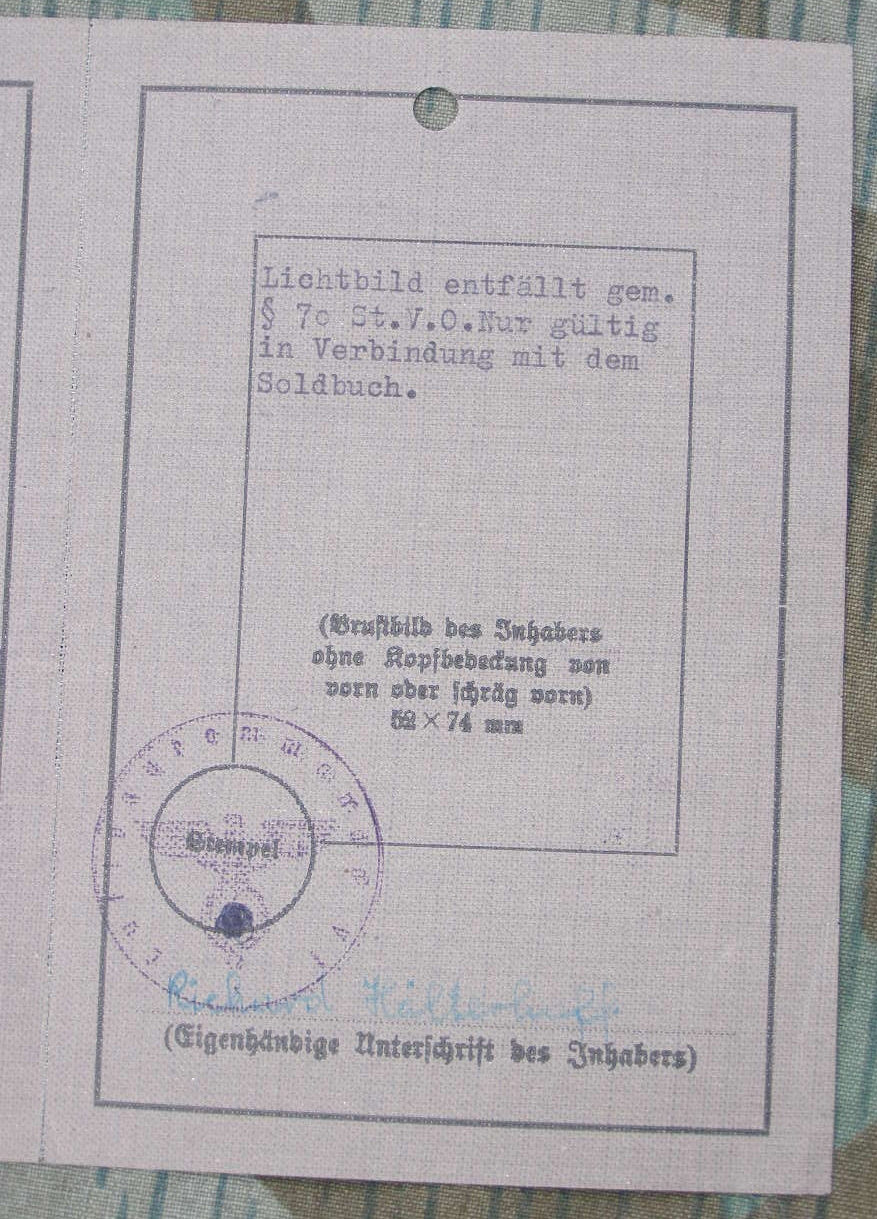 Lichtbild entfällt gem.
§ 7c St.V.O.Nur gültig
in Verbindung mit dem
Soldbuch.
(Brustbild des Inhabers
ohne Kopfbedeckung von
vorn oder schräg vorn)
52 × 74 mm
Stempel
Richard
(Eigenhändige Unterschrift des Inhabers)